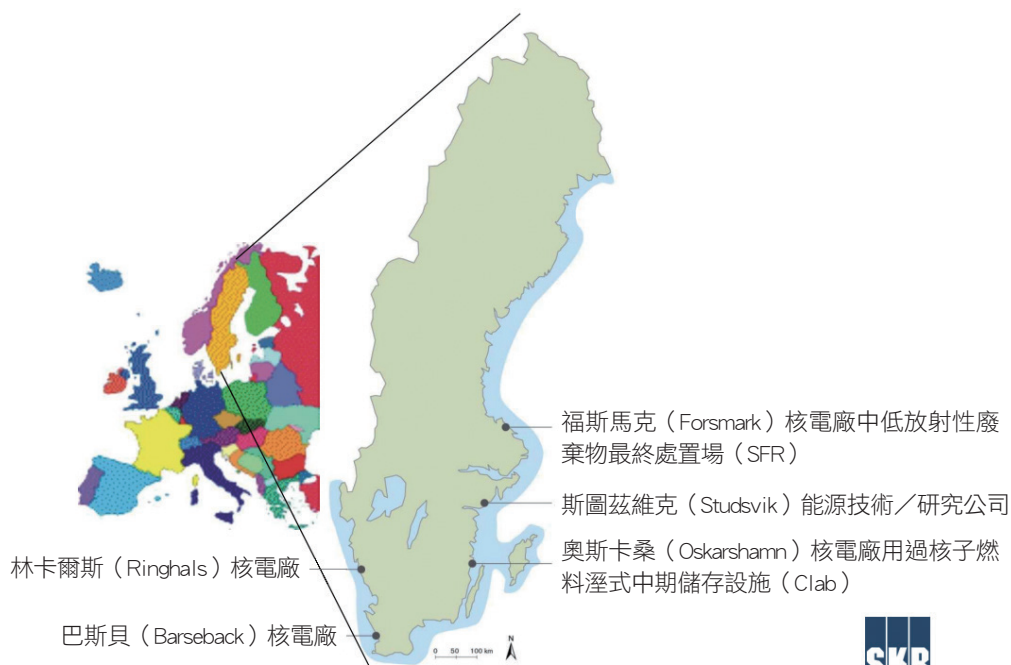 福斯馬克（Forsmark）核電廠中低放射性廢
棄物最終處置場（SFR）
斯圖茲維克（Studsvik）能源技術／研究公司
奧斯卡桑（Oskarshamn）核電廠用過核子燃
料溼式中期儲存設施（Clab）
林卡爾斯（Ringhals）核電廠
巴斯貝（Barseback）核電廠
0 50 100 km
N
SKB